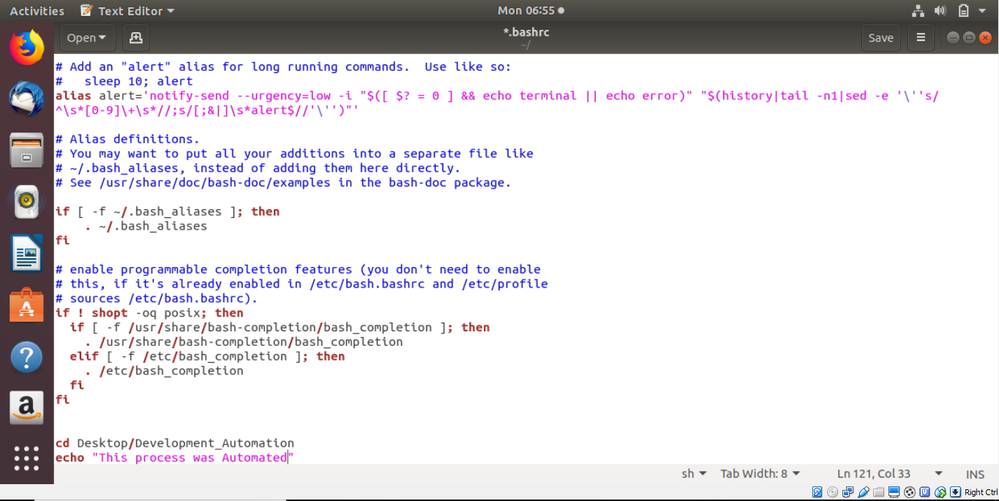 Activities Text Editor Mon 06:55
Open *.bashrc Save
~/
# Add an "alert" alias for long running commands.  Use like so:
#   sleep 10; alert
alias alert='notify-send --urgency=low -i "$([ $? = 0 ] && echo terminal || echo error)" "$(history|tail -n1|sed -e '\''s/
^\s*[0-9]\+\s*//;s/[;&|]\s*alert$//'\'')"'
# Alias definitions.
# You may want to put all your additions into a separate file like
# ~/.bash_aliases, instead of adding them here directly.
# See /usr/share/doc/bash-doc/examples in the bash-doc package.
if [ -f ~/.bash_aliases ]; then
    . ~/.bash_aliases
fi
# enable programmable completion features (you don't need to enable
# this, if it's already enabled in /etc/bash.bashrc and /etc/profile
# sources /etc/bash.bashrc).
if ! shopt -oq posix; then
  if [ -f /usr/share/bash-completion/bash_completion ]; then
    . /usr/share/bash-completion/bash_completion
  elif [ -f /etc/bash_completion ]; then
    . /etc/bash_completion
  fi
fi
cd Desktop/Development_Automation
echo "This process was Automated"
sh Tab Width: 8 Ln 121, Col 33 INS
Right Ctrl